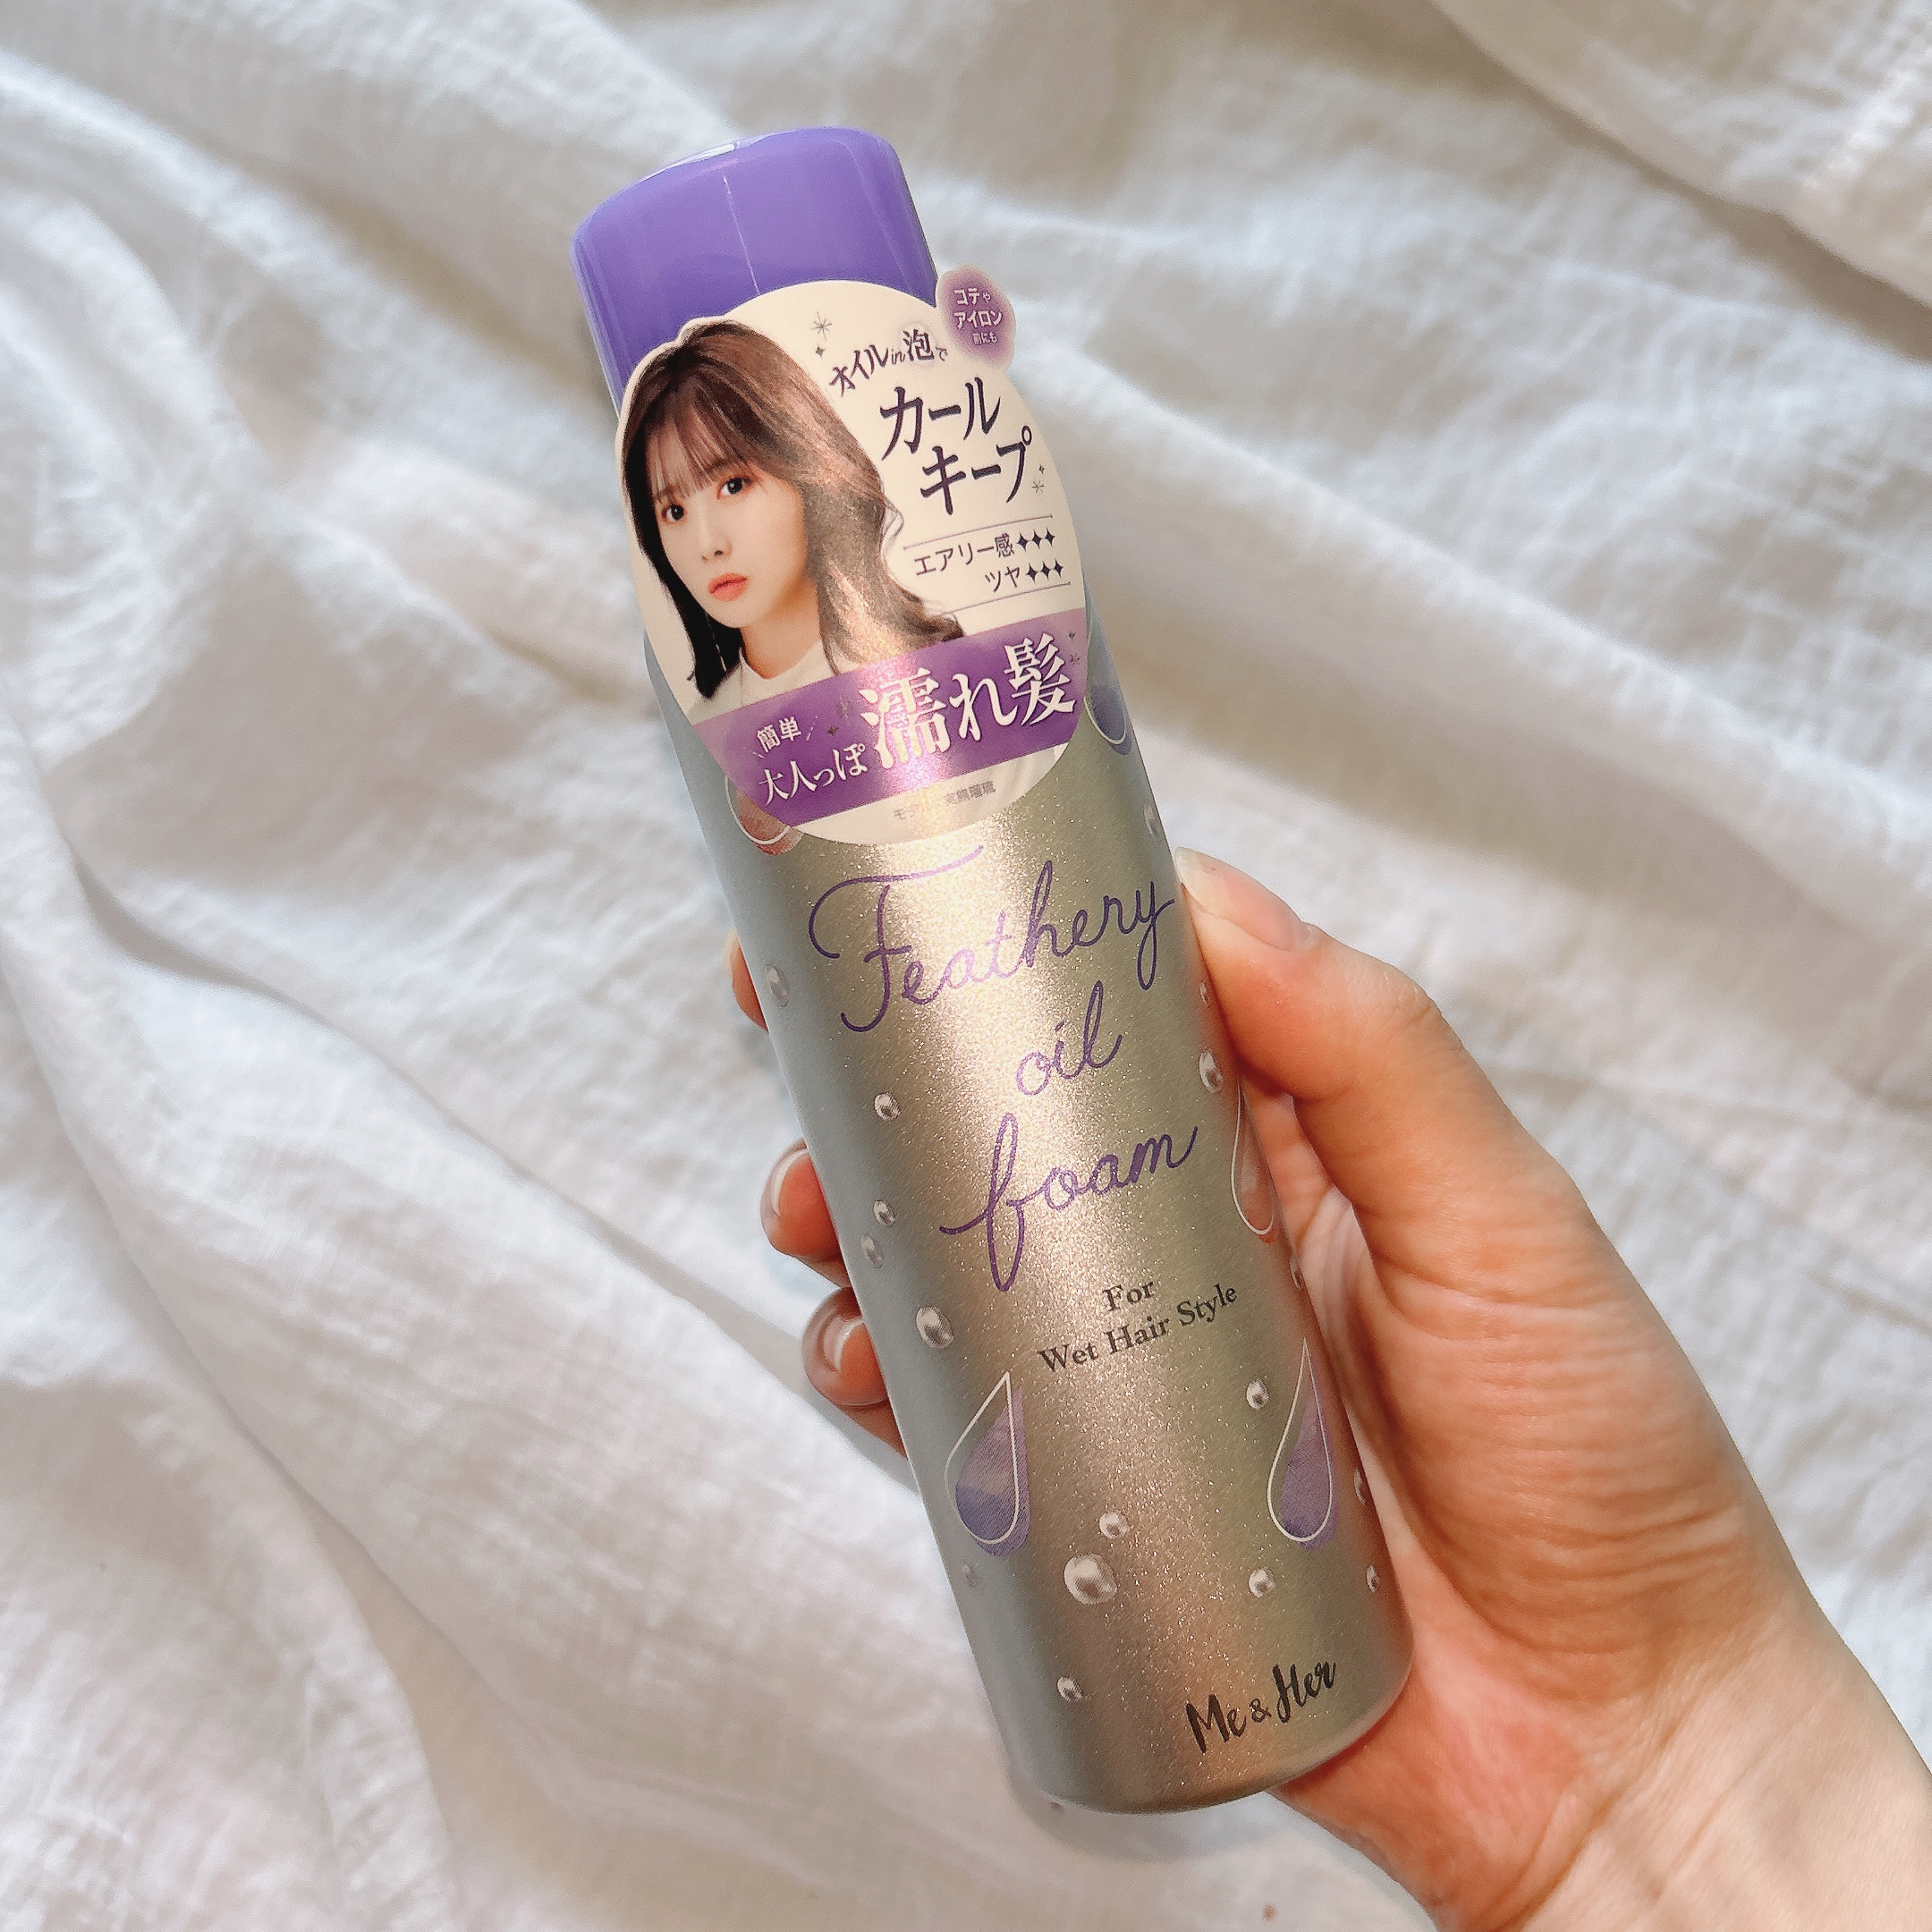 コテや
アイロン
前にも
オイルin泡で
カール
キープ
エアリー感
ツヤ
簡単
大人っぽ濡れ髪
Feathery
oil
foam
For
Wet Hair Style
Me & Her